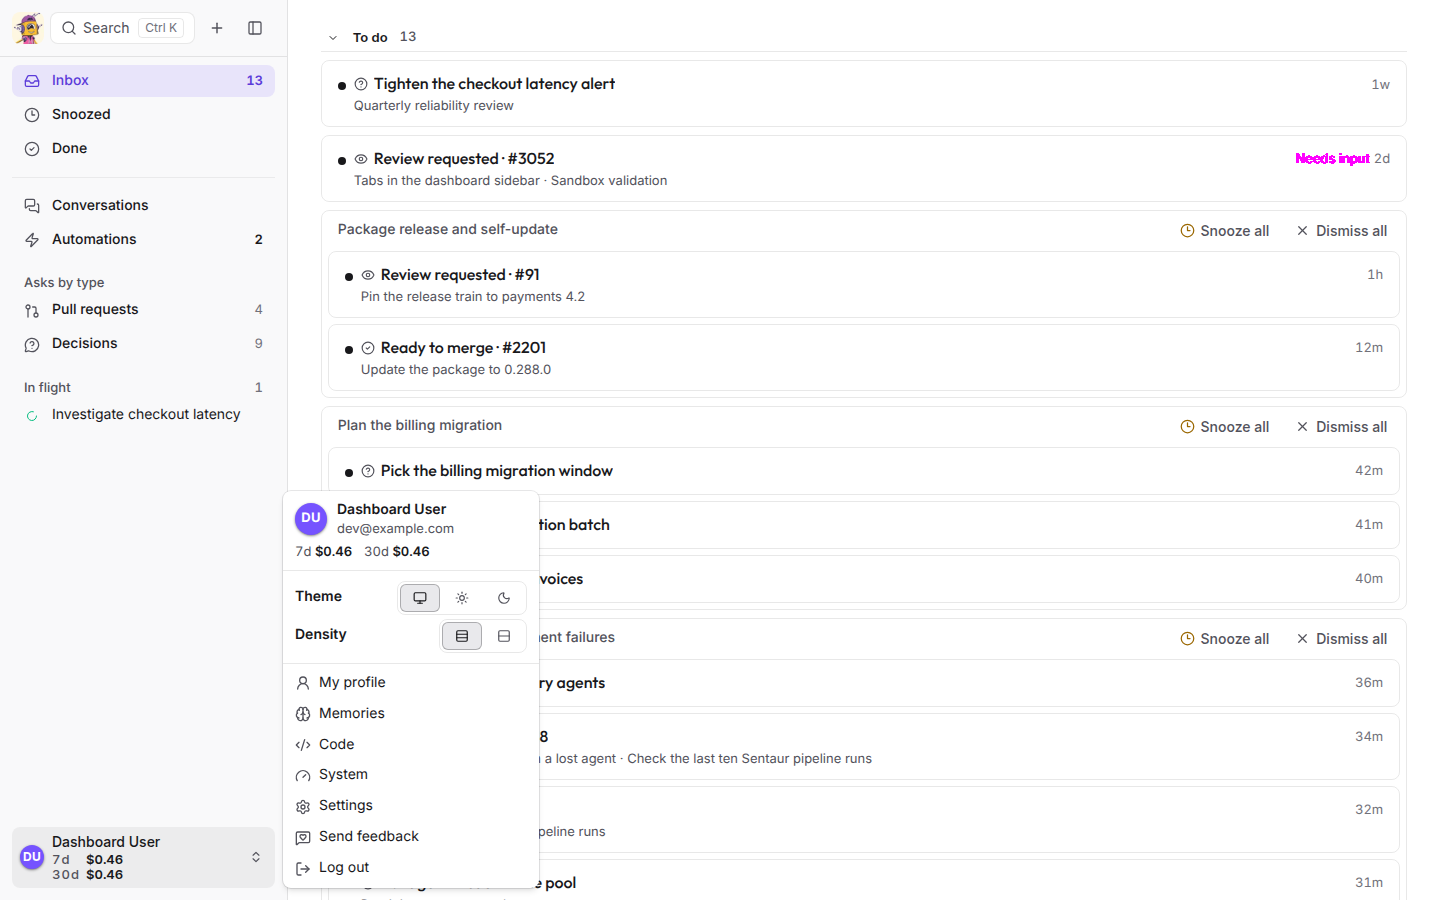 Search Ctrl K
Inbox 13
Snoozed
Done
Conversations
Automations 2
Asks by type
Pull requests 4
Decisions 9
In flight 1
Investigate checkout latency
Dashboard User
DU
7d $0.46
30d $0.46
To do 13
Tighten the checkout latency alert 1w
Quarterly reliability review
Review requested · #3052 Needs input 2d
Tabs in the dashboard sidebar · Sandbox validation
Package release and self-update Snooze all Dismiss all
Review requested · #91 1h
Pin the release train to payments 4.2
Ready to merge · #2201 12m
Update the package to 0.288.0
Plan the billing migration Snooze all Dismiss all
Pick the billing migration window 42m
batch 41m
40m
failures Snooze all Dismiss all
agents 36m
34m
a lost agent · Check the last ten Sentaur pipeline runs
32m
runs
pool 31m
DU Dashboard User
dev@example.com
7d $0.46 30d $0.46
Theme
Density
My profile
Memories
Code
System
Settings
Send feedback
Log out